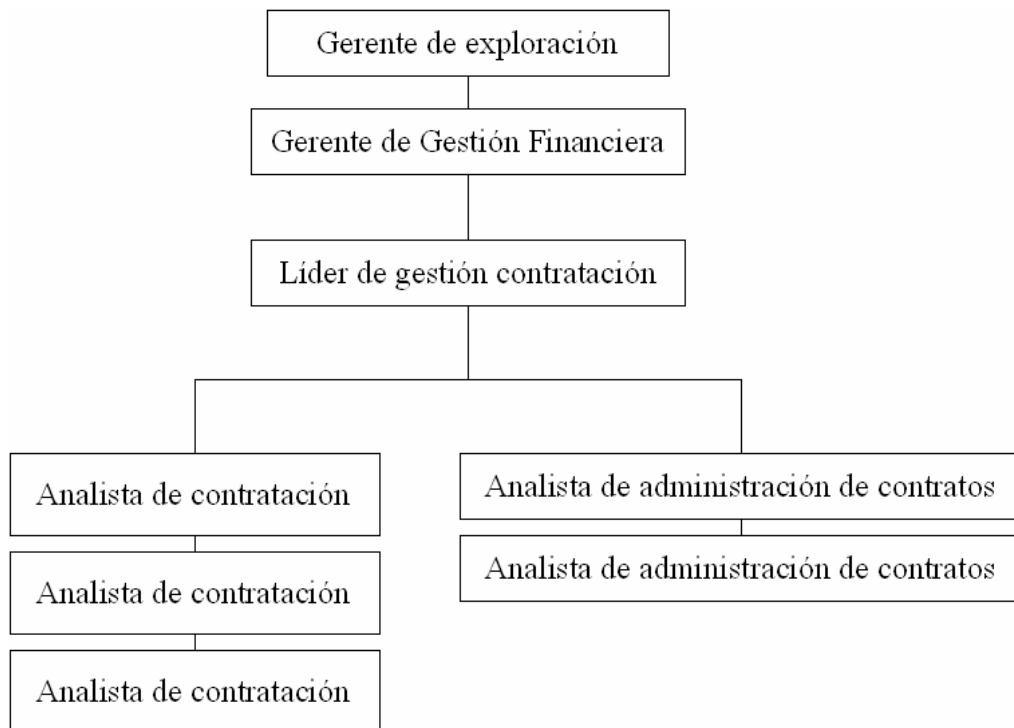 Gerente de exploración
Gerente de Gestión Financiera
Líder de gestión contratación
Analista de contratación
Analista de contratación
Analista de contratación
Analista de administración de contratos
Analista de administración de contratos